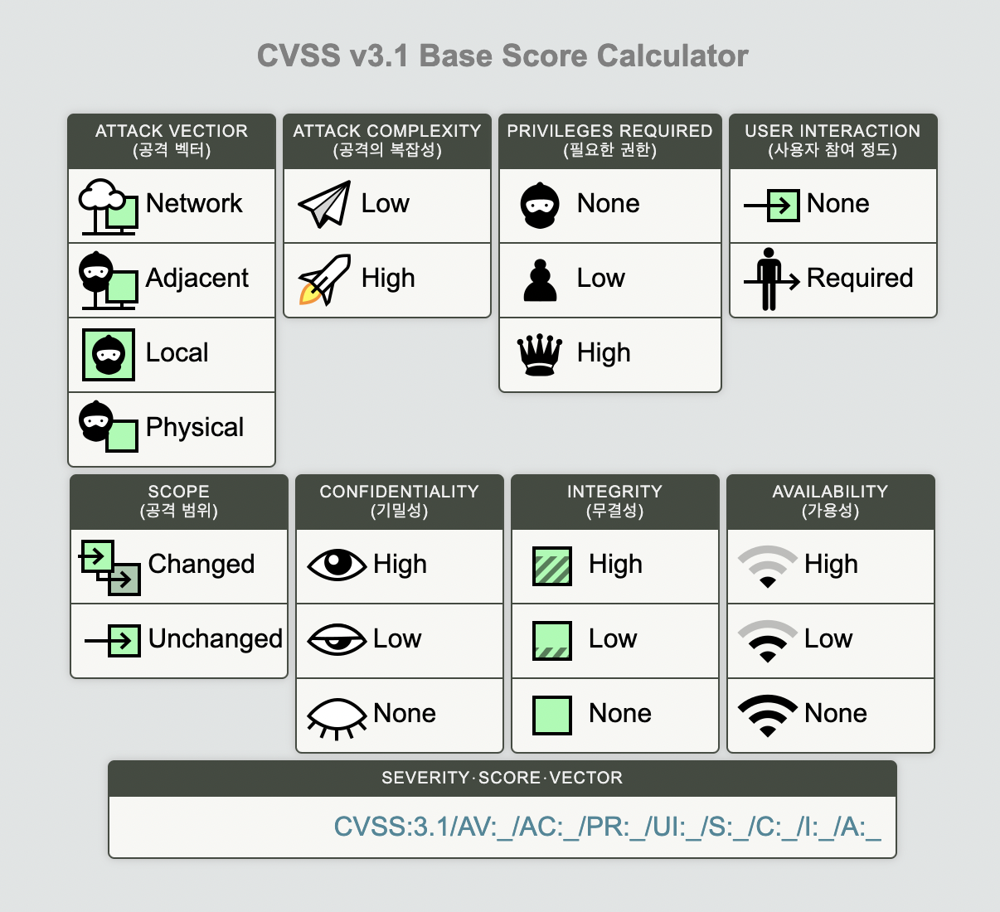 CVSS v3.1 Base Score Calculator
ATTACK VECTIOR
(공격 벡터)
Network
Adjacent
Local
Physical
ATTACK COMPLEXITY
(공격의 복잡성)
Low
High
PRIVILEGES REQUIRED
(필요한 권한)
None
Low
High
USER INTERACTION
(사용자 참여 정도)
None
Required
SCOPE
(공격 범위)
Changed
Unchanged
CONFIDENTIALITY
(기밀성)
High
Low
None
INTEGRITY
(무결성)
High
Low
None
AVAILABILITY
(가용성)
High
Low
None
SEVERITY·SCORE·VECTOR
CVSS:3.1/AV:_/AC:_/PR:_/UI:_/S:_/C:_/I:_/A:_